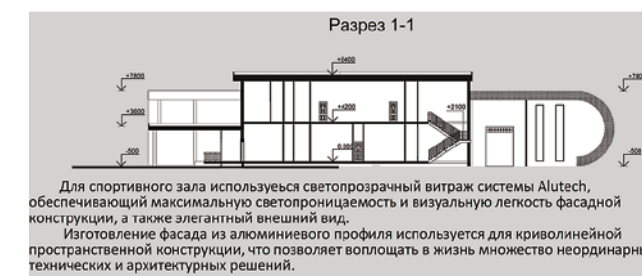 Разрез 1-1
+8400
+7800
+3600
+4200
+2100
0.000
-500
Для спортивного зала используеься светопрозрачный витраж системы Alutech,
обеспечивающий максимальную светопроницаемость и визуальную легкость фасадной
конструкции, а также элегантный внешний вид.
Изготовление фасада из алюминиевого профиля используется для криволинейной
пространственной конструкции, что позволяет воплощать в жизнь множество неординарны
технических и архитектурных решений.